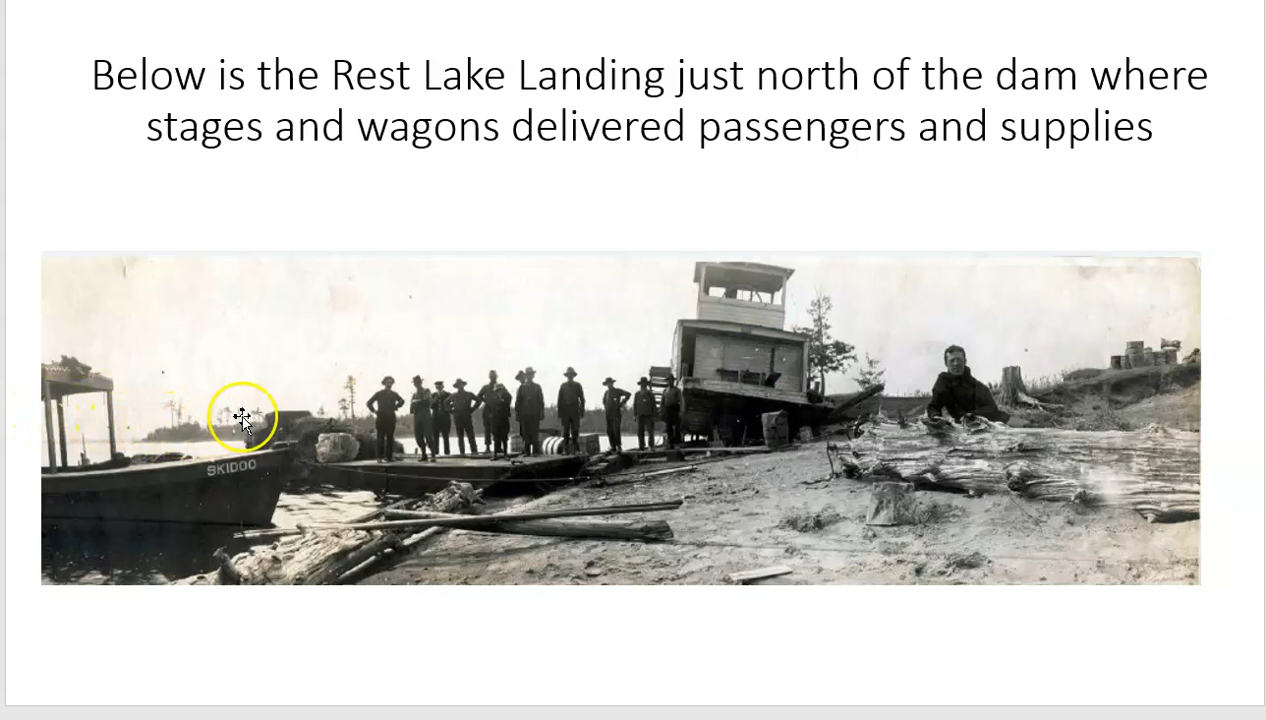 Below is the Rest Lake Landing just north of the dam where
stages and wagons delivered passengers and supplies
SKIDOO